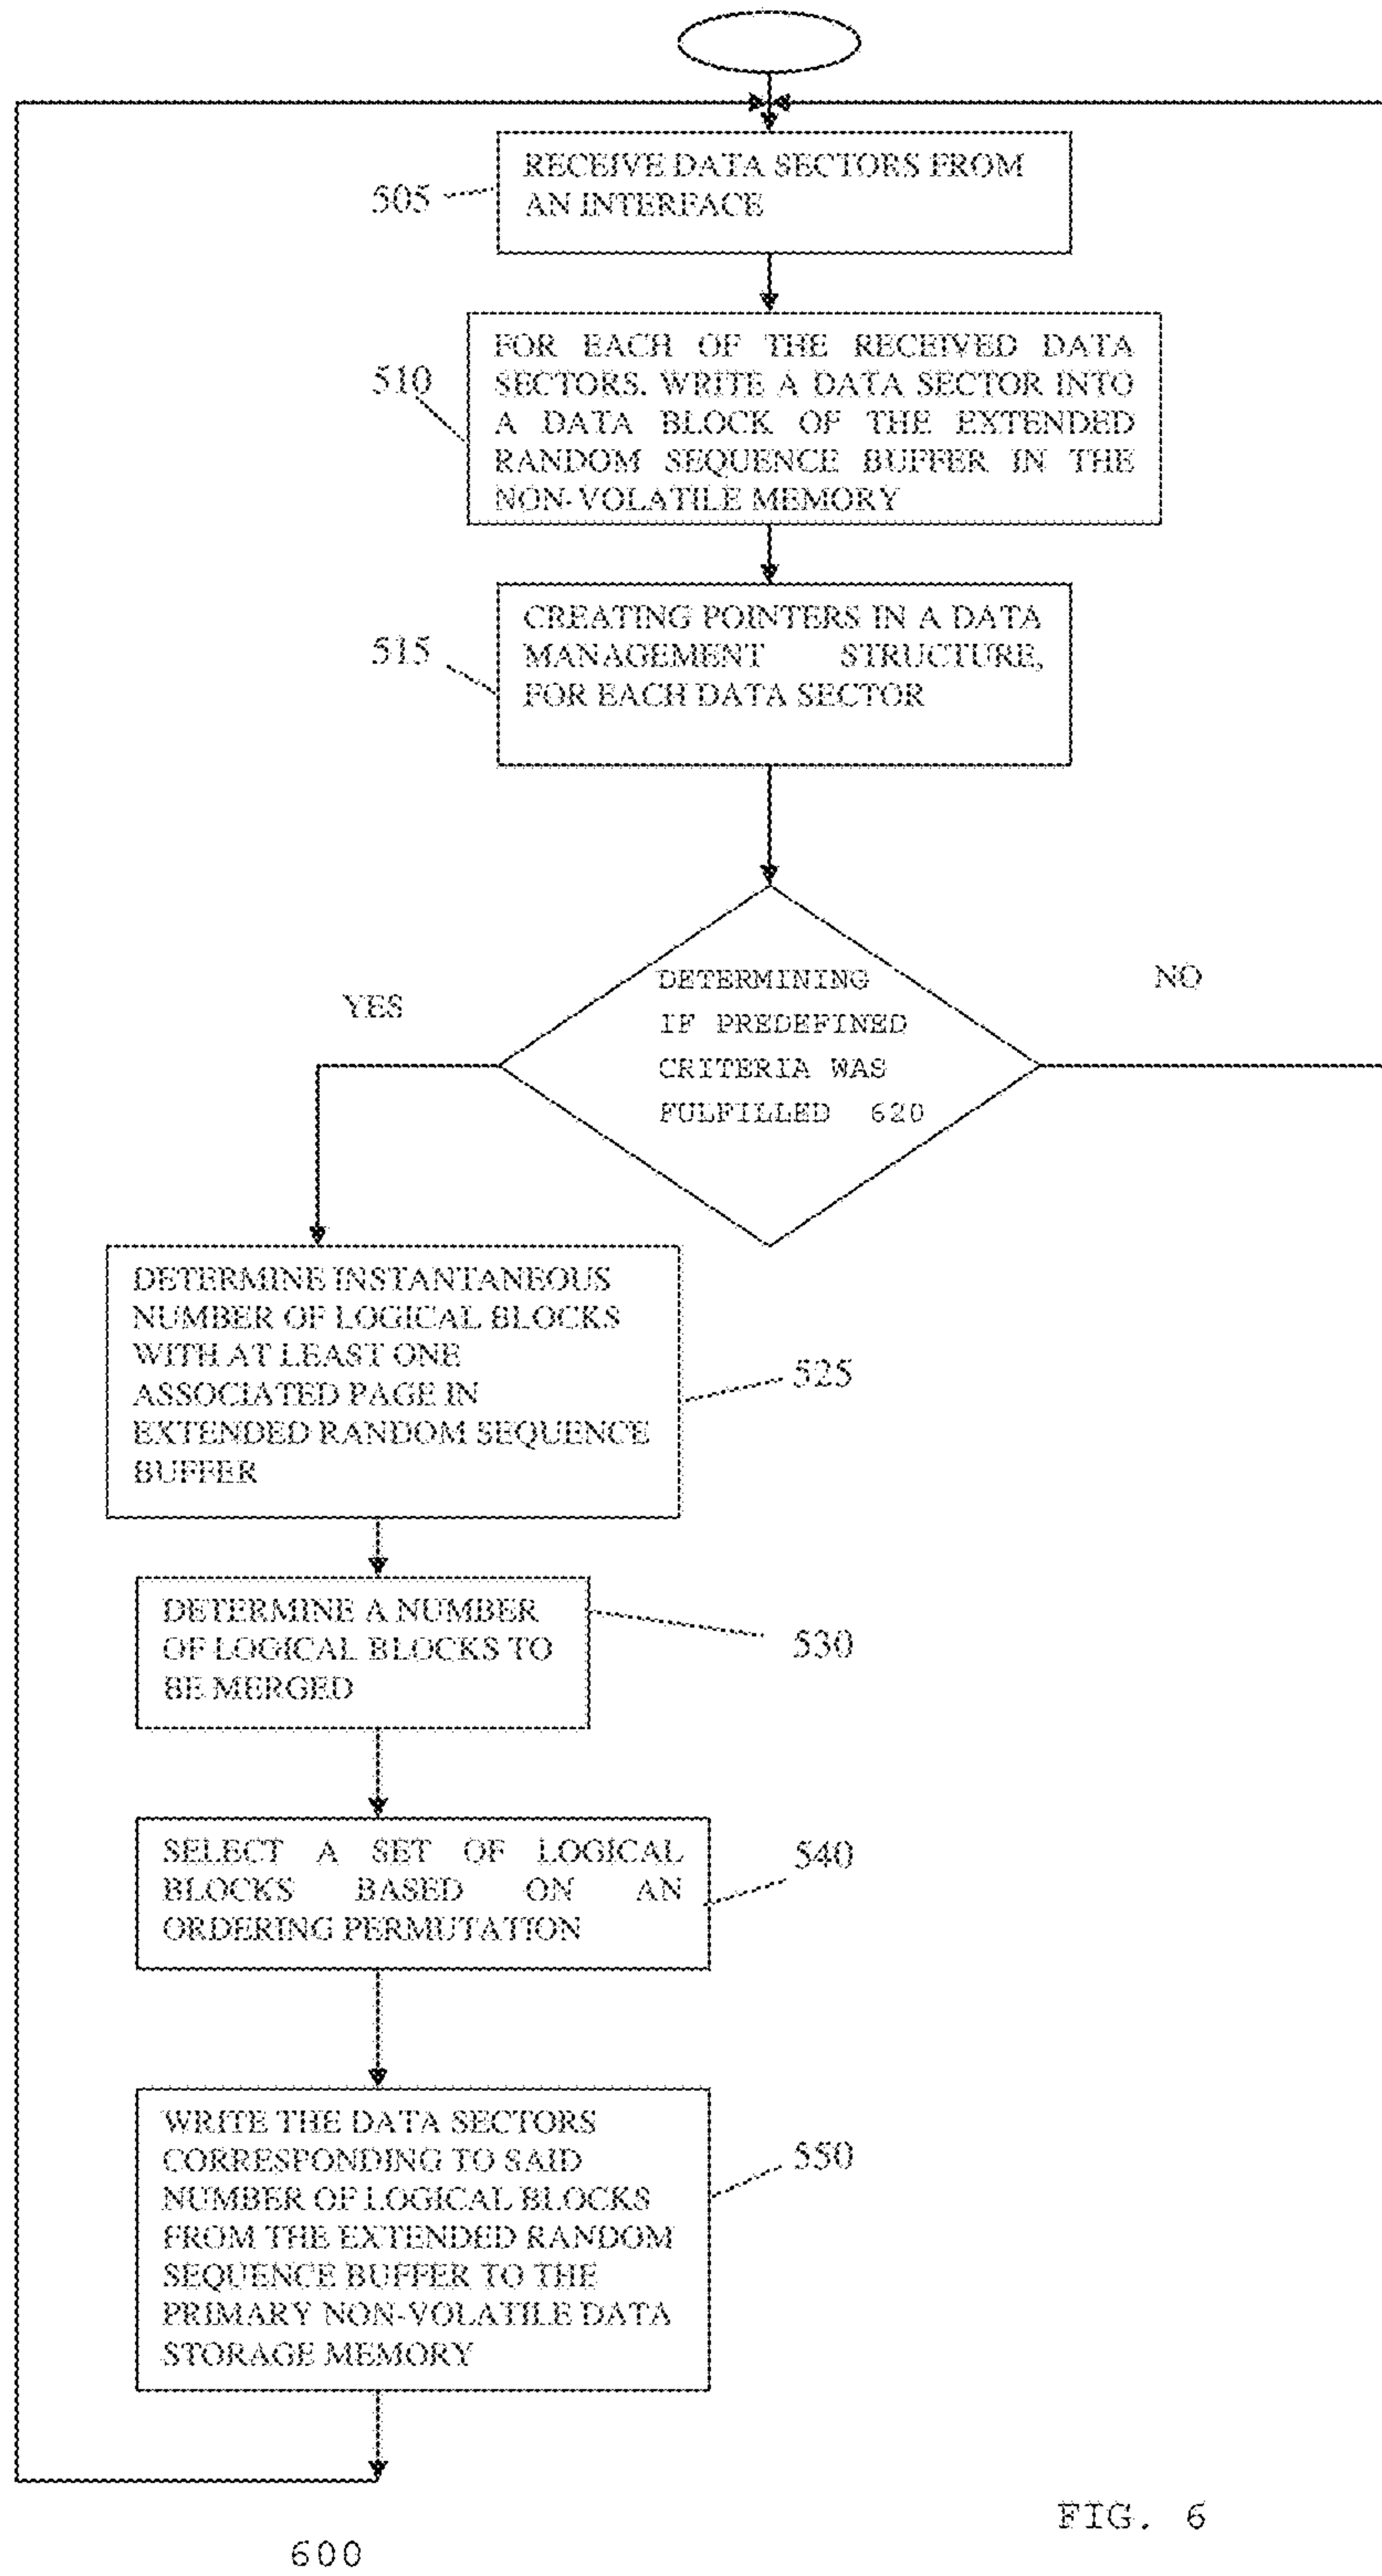 RECEIVE DATA SECTORS FROM
AN INTERFACE
505
FOR EACH OF THE RECEIVED DATA
SECTORS. WRITE A DATA SECTOR INTO
A DATA BLOCK OF THE EXTENDED
RANDOM SEQUENCE BUFFER IN THE
NON-VOLATILE MEMORY
510
CREATING POINTERS IN A DATA
MANAGEMENT STRUCTURE,
FOR EACH DATA SECTOR
515
DETERMINING
IF PREDEFINED
CRITERIA WAS
FULFILLED 620
YES
NO
DETERMINE INSTANTANEOUS
NUMBER OF LOGICAL BLOCKS
WITH AT LEAST ONE
ASSOCIATED PAGE IN
EXTENDED RANDOM SEQUENCE
BUFFER
525
DETERMINE A NUMBER
OF LOGICAL BLOCKS TO
BE MERGED
530
SELECT A SET OF LOGICAL
BLOCKS BASED ON AN
ORDERING PERMUTATION
540
WRITE THE DATA SECTORS
CORRESPONDING TO SAID
NUMBER OF LOGICAL BLOCKS
FROM THE EXTENDED RANDOM
SEQUENCE BUFFER TO THE
PRIMARY NON-VOLATILE DATA
STORAGE MEMORY
550
FIG. 6
600